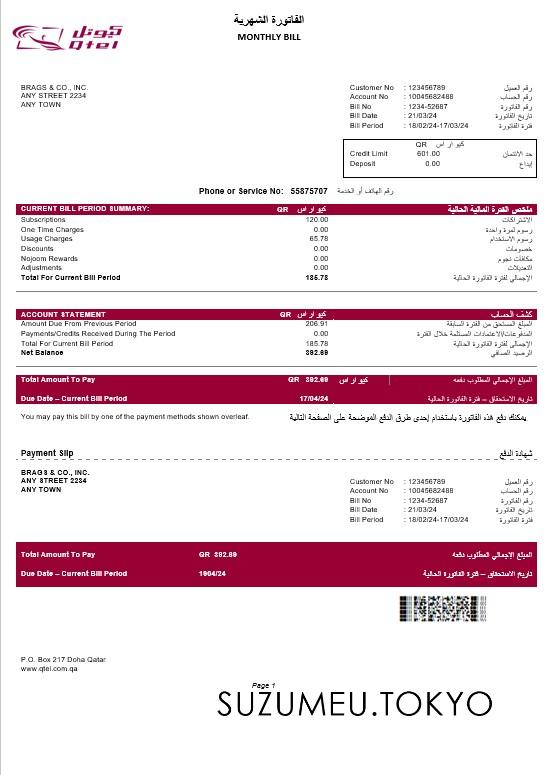 الفاتورة الشهرية
MONTHLY BILL
كيوتل
Qtel
BRAGS & CO., INC.
ANY STREET 2234
ANY TOWN
Customer No : 123456789 رقم العميل
Account No : 10045682488 رقم الحساب
Bill No : 1234-52687 رقم الفاتورة
Bill Date : 21/03/24 تاريخ الفاتورة
Bill Period : 18/02/24-17/03/24 فترة الفاتورة
QR كيو ار اس
Credit Limit 601.00 حد الائتمان
Deposit 0.00 إيداع
Phone or Service No: 55875707 رقم الهاتف أو الخدمة
CURRENT BILL PERIOD SUMMARY: QR كيو ار اس ملخص الفترة المالية الحالية
Subscriptions 120.00 الاشتراكات
One Time Charges 0.00 رسوم لمرة واحدة
Usage Charges 65.78 رسوم الاستخدام
Discounts 0.00 خصومات
Nojoom Rewards 0.00 مكافآت نجوم
Adjustments 0.00 التعديلات
Total For Current Bill Period 185.78 الإجمالي لفترة الفاتورة الحالية
ACCOUNT STATEMENT QR كيو ار اس كشف الحساب
Amount Due From Previous Period 206.91 المبلغ المستحق من الفترة السابقة
Payments/Credits Received During The Period 0.00 المدفوعات/الاعتمادات المستلمة خلال الفترة
Total For Current Bill Period 185.78 الإجمالي لفترة الفاتورة الحالية
Net Balance 392.69 الرصيد الصافي
Total Amount To Pay QR 392.69 كيو ار اس المبلغ الإجمالي المطلوب دفعه
Due Date – Current Bill Period 17/04/24 تاريخ الاستحقاق – فترة الفاتورة الحالية
You may pay this bill by one of the payment methods shown overleaf. يمكنك دفع هذه الفاتورة باستخدام إحدى طرق الدفع الموضحة على الصفحة التالية
Payment Slip شهادة الدفع
BRAGS & CO., INC.
ANY STREET 2234
ANY TOWN
Customer No : 123456789 رقم العميل
Account No : 10045682488 رقم الحساب
Bill No : 1234-52687 رقم الفاتورة
Bill Date : 21/03/24 تاريخ الفاتورة
Bill Period : 18/02/24-17/03/24 فترة الفاتورة
Total Amount To Pay QR 392.69 المبلغ الإجمالي المطلوب دفعه
Due Date – Current Bill Period 1904/24 تاريخ الاستحقاق – فترة الفاتورة الحالية
P.O. Box 217 Doha Qatar
www.qtel.com.qa
Page 1
SUZUMEU.TOKYO